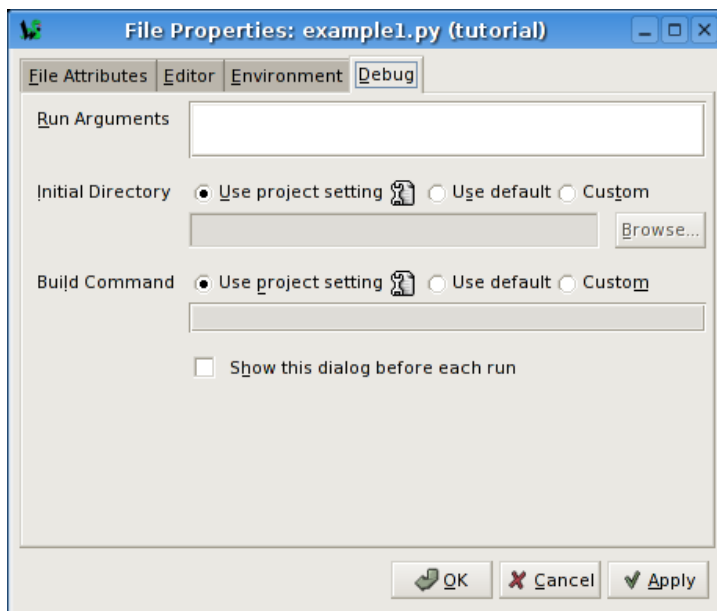 File Properties: example1.py (tutorial)
File Attributes Editor Environment Debug
Run Arguments
Initial Directory Use project setting Use default Custom
Browse...
Build Command Use project setting Use default Custom
Show this dialog before each run
OK Cancel Apply